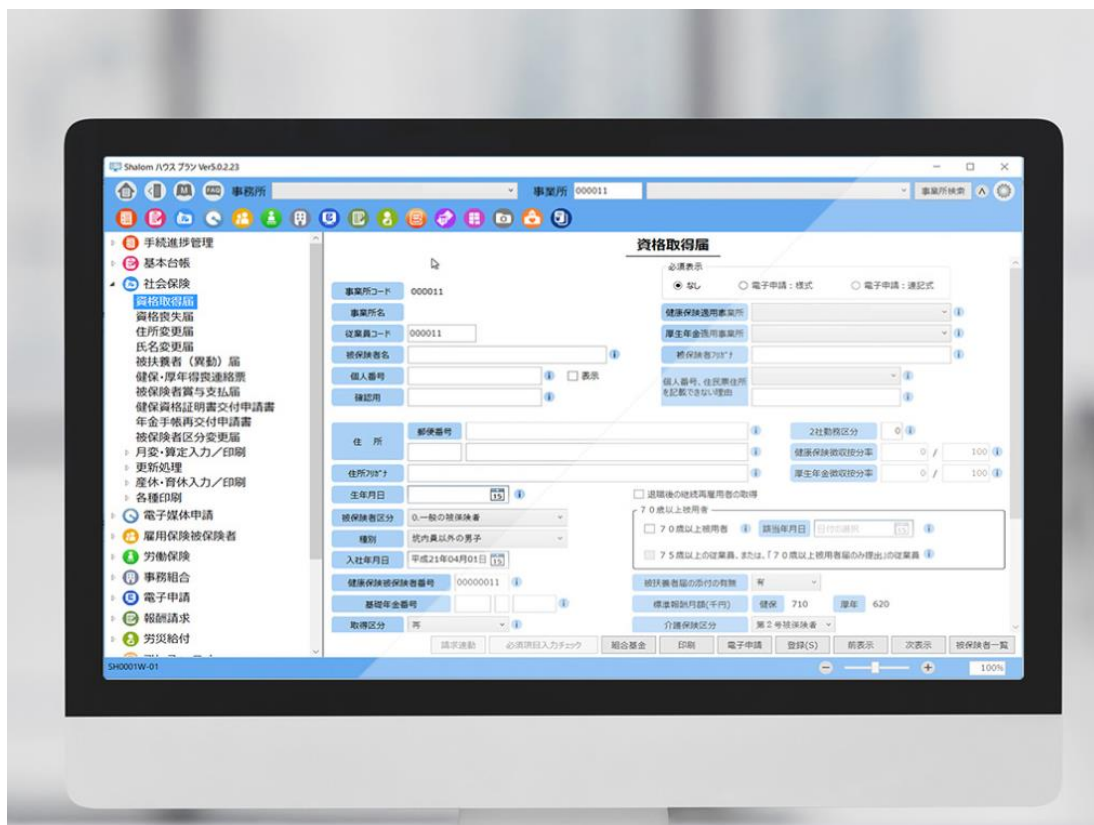 Shalom ハウス プラン Ver5.0.2.23
M FAQ 事務所 事業所 000011 事業所検索
手続進捗管理
基本台帳
社会保険
資格取得届
資格喪失届
住所変更届
氏名変更届
被扶養者（異動）届
健保・厚年得喪連絡票
被保険者賞与支払届
健保資格証明書交付申請書
年金手帳再交付申請書
被保険者区分変更届
月変・算定入力／印刷
更新処理
産休・育休入力／印刷
各種印刷
電子媒体申請
雇用保険被保険者
労働保険
事務組合
電子申請
報酬請求
労災給付
資格取得届
必須表示
なし 電子申請：様式 電子申請：連記式
事業所コード 000011
事業所名 健康保険適用事業所
従業員コード 000011 厚生年金適用事業所
被保険者名 被保険者フリガナ
個人番号 表示 個人番号、住民票住所
を記載できない理由
確認用
住 所 郵便番号 2社勤務区分 0
健康保険徴収按分率 0 / 100
住所フリガナ 厚生年金徴収按分率 0 / 100
生年月日 15 退職後の継続再雇用者の取得
被保険者区分 0.一般の被保険者 ７０歳以上被用者
７０歳以上被用者 該当年月日 日付の選択 15
種別 坑内員以外の男子
７５歳以上の従業員、または、「７０歳以上被用者届のみ提出」の従業員
入社年月日 平成21年04月01日 15
健康保険被保険者番号 00000011 被扶養者届の添付の有無 有
基礎年金番号 標準報酬月額(千円) 健保 710 厚年 620
取得区分 再 介護保険区分 第２号被保険者
請求連動 必須項目入力チェック 組合基金 印刷 電子申請 登録(S) 前表示 次表示 被保険者一覧
SH0001W-01 100%